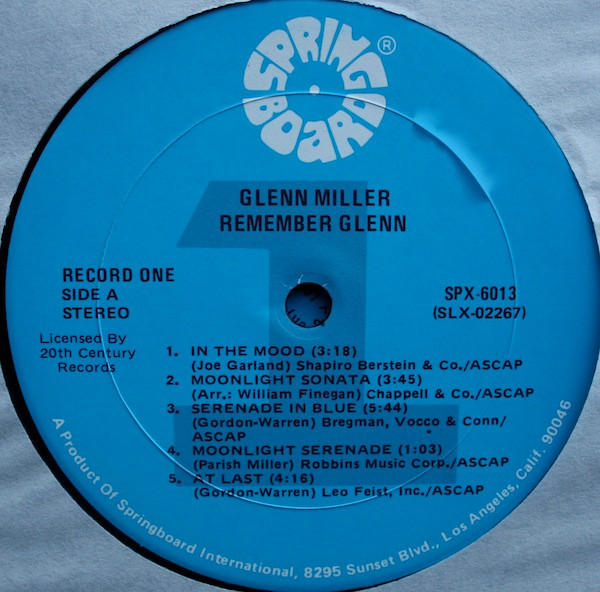 SPRING
BOARD®
1
GLENN MILLER
REMEMBER GLENN
RECORD ONE
SIDE A
STEREO
SPX-6013
(SLX-02267)
Licensed By
20th Century
Records
1. IN THE MOOD (3:18)
(Joe Garland) Shapiro Berstein & Co./ASCAP
2. MOONLIGHT SONATA (3:45)
(Arr.: William Finegan) Chappell & Co./ASCAP
3. SERENADE IN BLUE (5:44)
(Gordon-Warren) Bregman, Vocco & Conn/
ASCAP
4. MOONLIGHT SERENADE (1:03)
(Parish Miller) Robbins Music Corp./ASCAP
5. AT LAST (4:16)
(Gordon-Warren) Leo Feist, Inc./ASCAP
A Product Of Springboard International, 8295 Sunset Blvd., Los Angeles, Calif. 90046